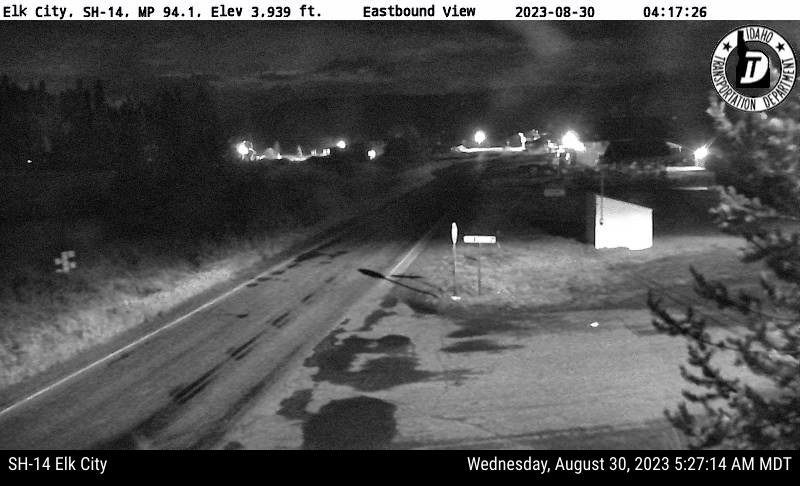 Elk City, SH-14, MP 94.1, Elev 3,939 ft. Eastbound View 2023-08-30 04:17:26
IDAHO
TRANSPORTATION DEPARTMENT
SH-14 Elk City Wednesday, August 30, 2023 5:27:14 AM MDT